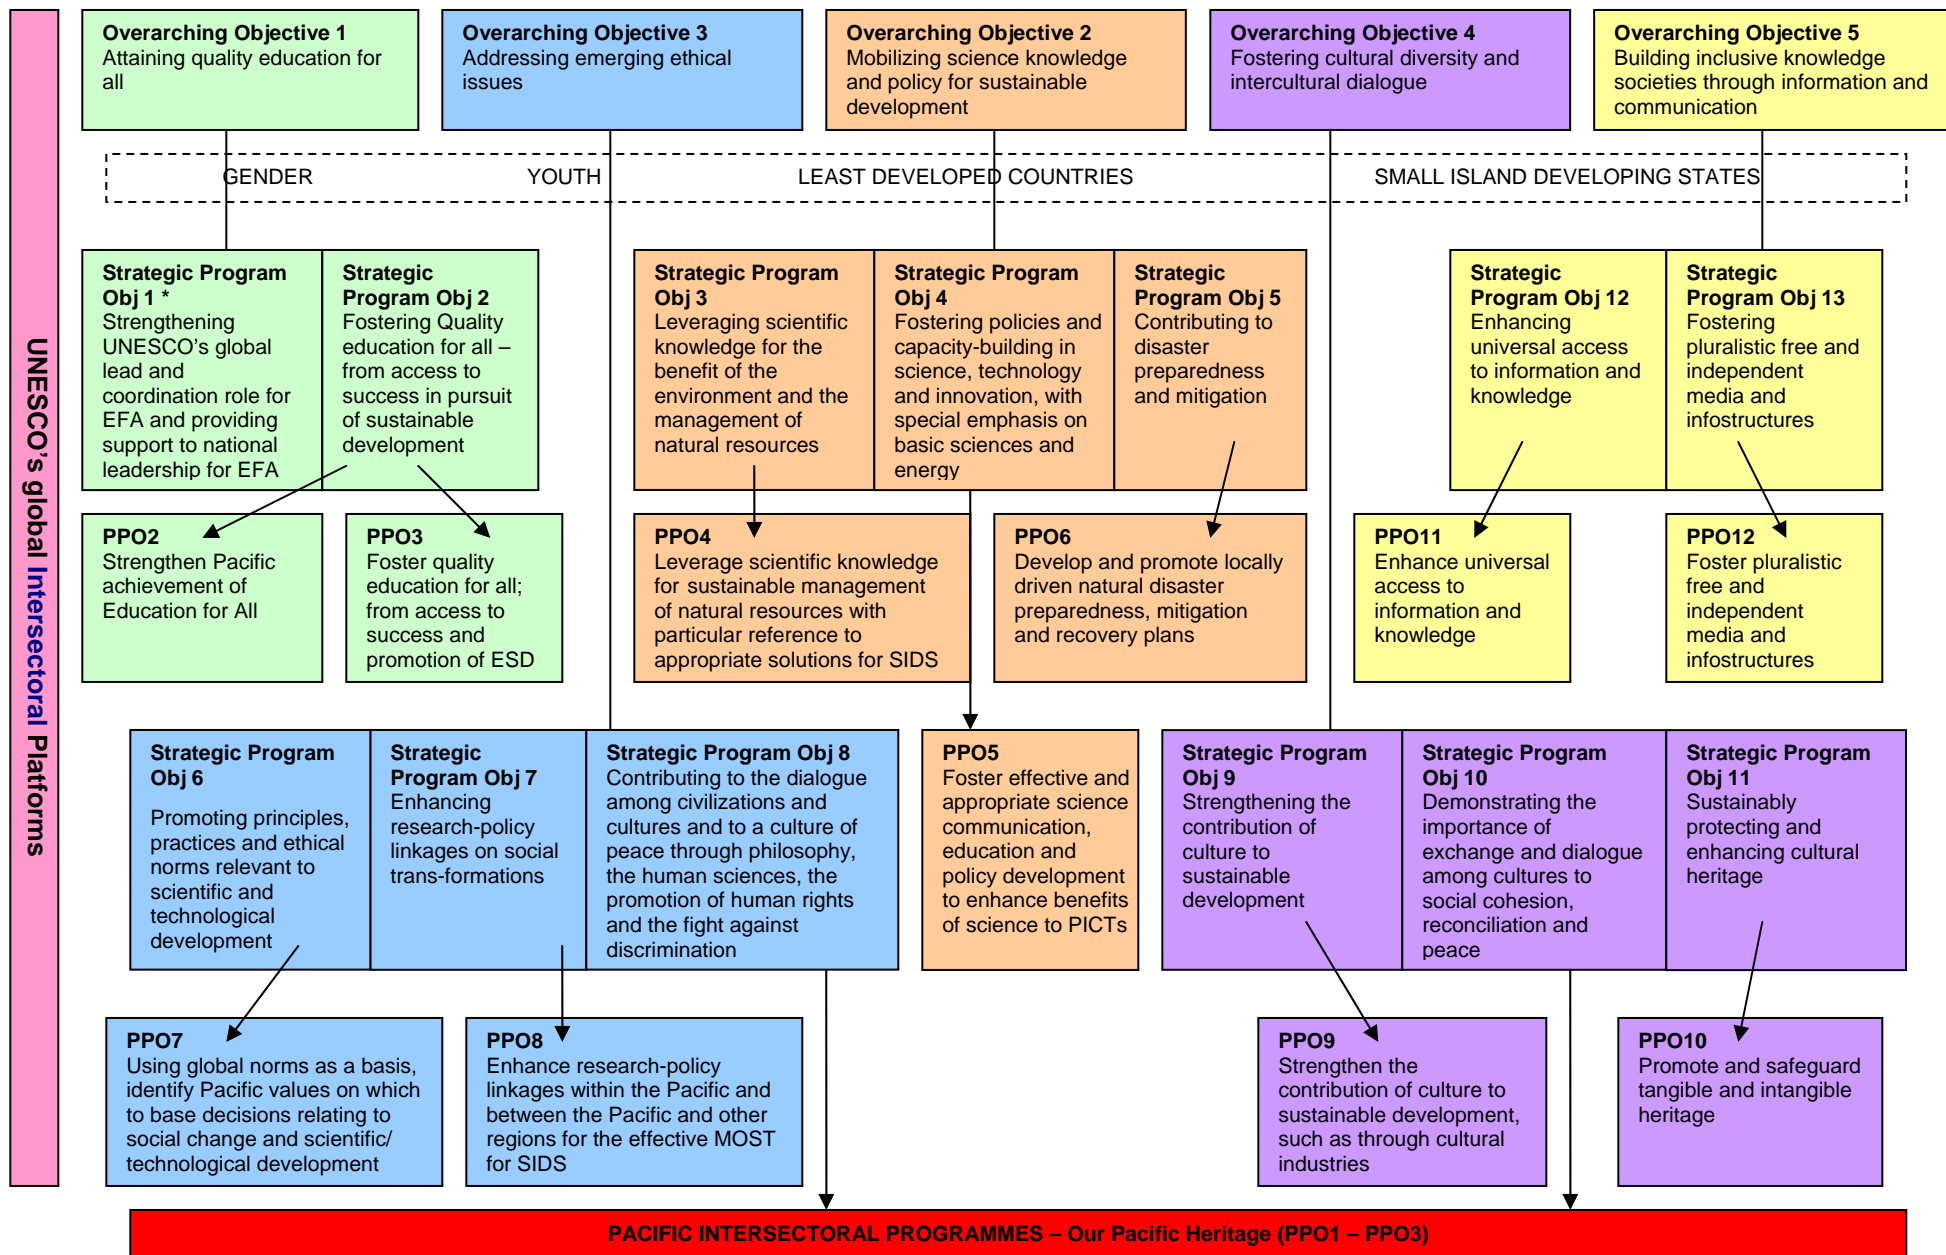 UNESCO's global Intersectoral Platforms
Overarching Objective 1
Attaining quality education for
all
Overarching Objective 3
Addressing emerging ethical
issues
Overarching Objective 2
Mobilizing science knowledge
and policy for sustainable
development
Overarching Objective 4
Fostering cultural diversity and
intercultural dialogue
Overarching Objective 5
Building inclusive knowledge
societies through information and
communication
GENDER YOUTH LEAST DEVELOPED COUNTRIES SMALL ISLAND DEVELOPING STATES
Strategic Program
Obj 1 *
Strengthening
UNESCO's global
lead and
coordination role for
EFA and providing
support to national
leadership for EFA
Strategic
Program Obj 2
Fostering Quality
education for all –
from access to
success in pursuit
of sustainable
development
Strategic Program
Obj 3
Leveraging scientific
knowledge for the
benefit of the
environment and the
management of
natural resources
Strategic Program
Obj 4
Fostering policies and
capacity-building in
science, technology
and innovation, with
special emphasis on
basic sciences and
energy
Strategic
Program Obj 5
Contributing to
disaster
preparedness
and mitigation
Strategic
Program Obj 12
Enhancing
universal access
to information and
knowledge
Strategic
Program Obj 13
Fostering
pluralistic free and
independent
media and
infostructures
PPO2
Strengthen Pacific
achievement of
Education for All
PPO3
Foster quality
education for all;
from access to
success and
promotion of ESD
PPO4
Leverage scientific knowledge
for sustainable management
of natural resources with
particular reference to
appropriate solutions for SIDS
PPO6
Develop and promote locally
driven natural disaster
preparedness, mitigation
and recovery plans
PPO11
Enhance universal
access to
information and
knowledge
PPO12
Foster pluralistic
free and
independent
media and
infostructures
Strategic Program
Obj 6
Promoting principles,
practices and ethical
norms relevant to
scientific and
technological
development
Strategic
Program Obj 7
Enhancing
research-policy
linkages on social
trans-formations
Strategic Program Obj 8
Contributing to the dialogue
among civilizations and
cultures and to a culture of
peace through philosophy,
the human sciences, the
promotion of human rights
and the fight against
discrimination
PPO5
Foster effective and
appropriate science
communication,
education and
policy development
to enhance benefits
of science to PICTs
Strategic Program
Obj 9
Strengthening the
contribution of
culture to
sustainable
development
Strategic Program
Obj 10
Demonstrating the
importance of
exchange and dialogue
among cultures to
social cohesion,
reconciliation and
peace
Strategic Program
Obj 11
Sustainably
protecting and
enhancing cultural
heritage
PPO7
Using global norms as a basis,
identify Pacific values on which
to base decisions relating to
social change and scientific/
technological development
PPO8
Enhance research-policy
linkages within the Pacific and
between the Pacific and other
regions for the effective MOST
for SIDS
PPO9
Strengthen the
contribution of culture to
sustainable development,
such as through cultural
industries
PPO10
Promote and safeguard
tangible and intangible
heritage
PACIFIC INTERSECTORAL PROGRAMMES – Our Pacific Heritage (PPO1 – PPO3)